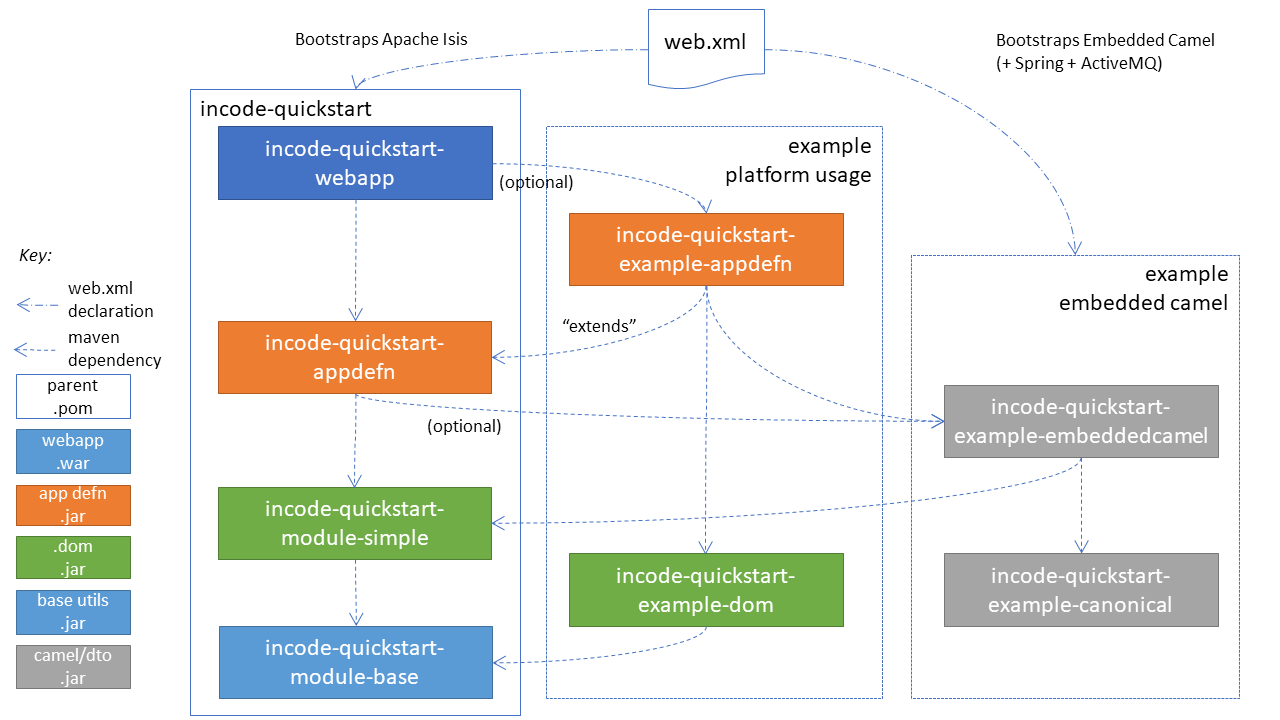 Bootstraps Apache Isis
web.xml
Bootstraps Embedded Camel
(+ Spring + ActiveMQ)
incode-quickstart
incode-quickstart-
webapp
(optional)
example
platform usage
incode-quickstart-
example-appdefn
example
embedded camel
Key:
web.xml
declaration
maven
dependency
parent
.pom
webapp
.war
app defn
.jar
.dom
.jar
base utils
.jar
camel/dto
.jar
“extends”
incode-quickstart-
appdefn
(optional)
incode-quickstart-
example-embeddedcamel
incode-quickstart-
module-simple
incode-quickstart-
example-dom
incode-quickstart-
example-canonical
incode-quickstart-
module-base